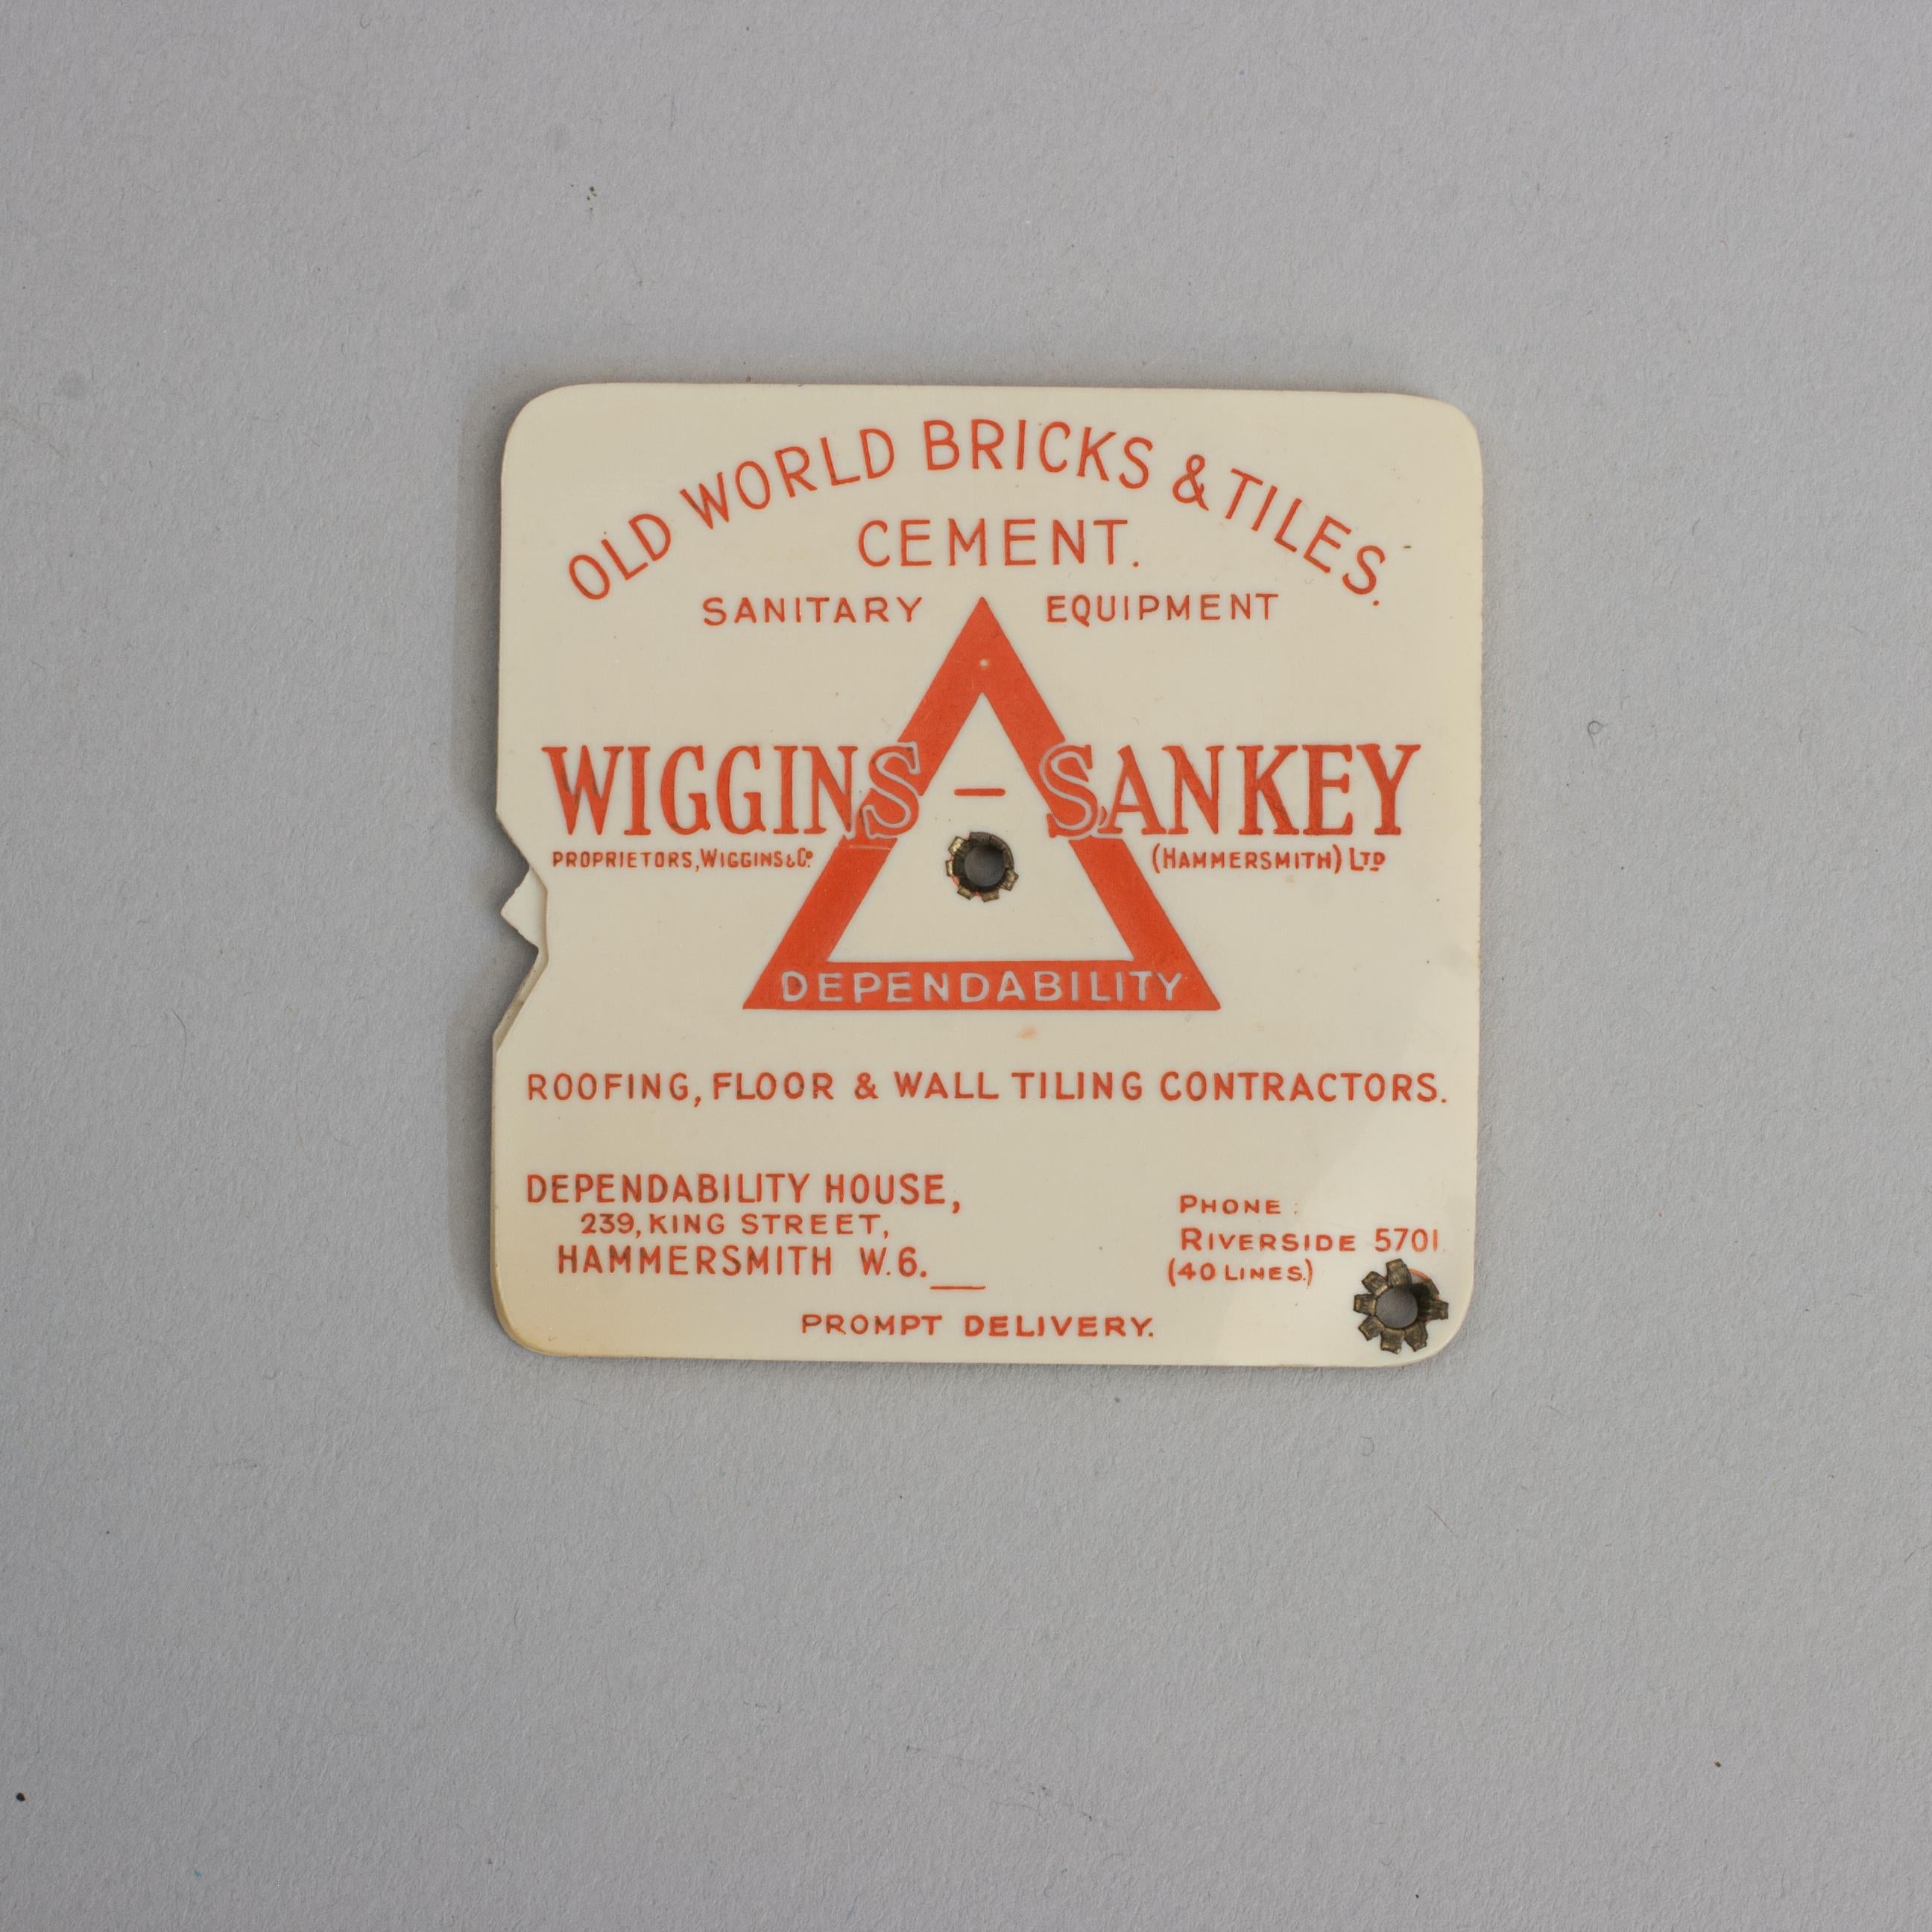 OLD WORLD BRICKS & TILES.
CEMENT.
SANITARY EQUIPMENT
WIGGINS – SANKEY
PROPRIETORS, WIGGINS & Co. (HAMMERSMITH) LTD
DEPENDABILITY
ROOFING, FLOOR & WALL TILING CONTRACTORS.
DEPENDABILITY HOUSE,
239, KING STREET,
HAMMERSMITH W.6.
PHONE:
RIVERSIDE 5701
(40 LINES.)
PROMPT DELIVERY.